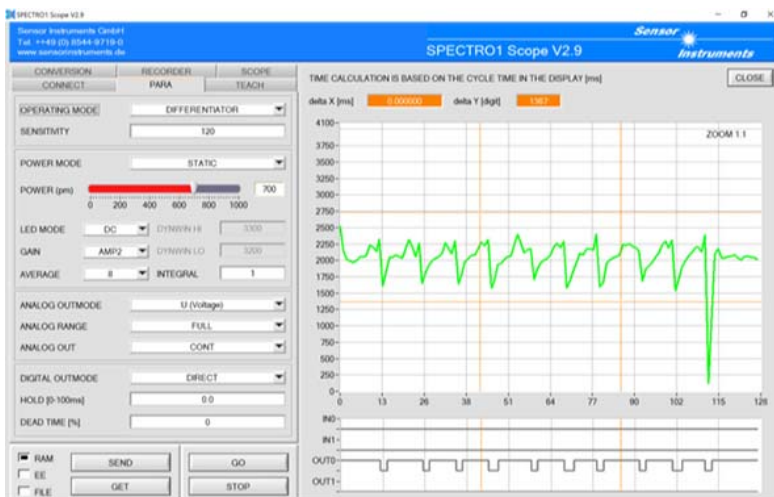 SPECTRO1 Scope V2.9
Sensor Instruments GmbH
Tel. ++49 (0) 8544-9719-0
www.sensorinstruments.de
SPECTRO1 Scope V2.9
Sensor
Instruments
CONVERSION RECORDER SCOPE
CONNECT PARA TEACH
OPERATING MODE DIFFERENTIATOR
SENSITIVITY 120
POWER MODE STATIC
POWER (pm) 700
0 200 400 600 800 1000
LED MODE DC DYNWIN HI 3300
GAIN AMP2 DYNWIN LO 3200
AVERAGE 8 INTEGRAL 1
ANALOG OUTMODE U (Voltage)
ANALOG RANGE FULL
ANALOG OUT CONT
DIGITAL OUTMODE DIRECT
HOLD [0-100ms] 0.0
DEAD TIME [%] 0
RAM
EE
FILE
SEND GO
GET STOP
TIME CALCULATION IS BASED ON THE CYCLE TIME IN THE DISPLAY [ms]
CLOSE
delta X [ms] 0.000000 delta Y [digit] 1367
ZOOM 1:1
4100
3750
3500
3250
3000
2750
2500
2250
2000
1750
1500
1250
1000
750
500
250
0
0 13 26 38 51 64 77 90 102 115 128
IN0
IN1
OUT0
OUT1